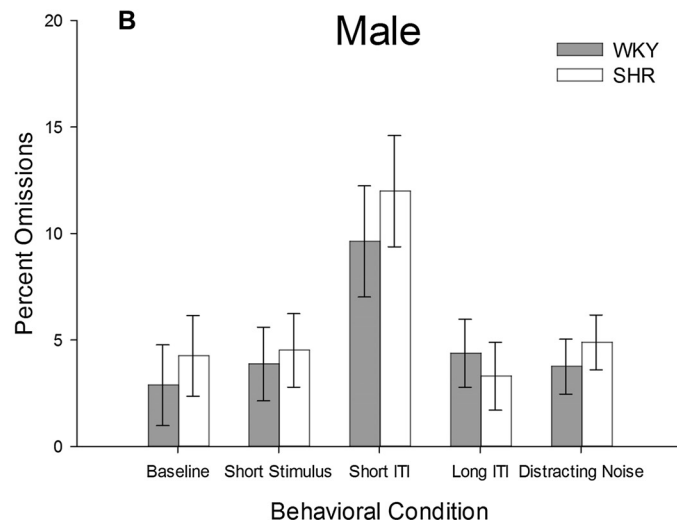 B
Male
WKY
SHR
Percent Omissions
20
15
10
5
0
Baseline
Short Stimulus
Short ITI
Long ITI
Distracting Noise
Behavioral Condition